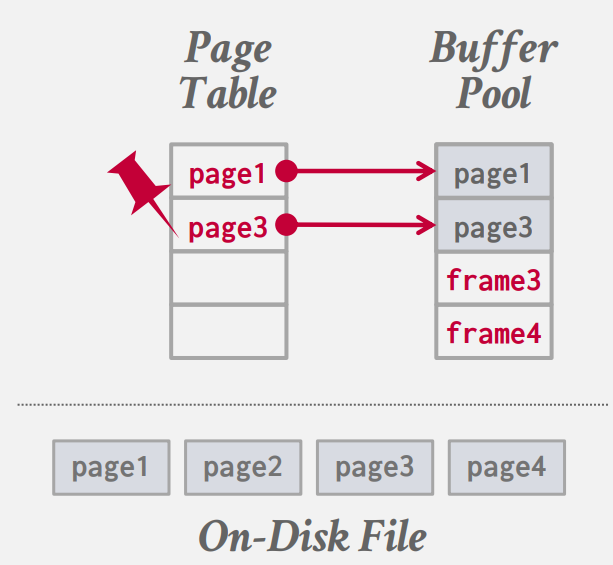 Page
Table
Buffer
Pool
page1
page3
page1
page3
frame3
frame4
page1 page2 page3 page4
On-Disk File